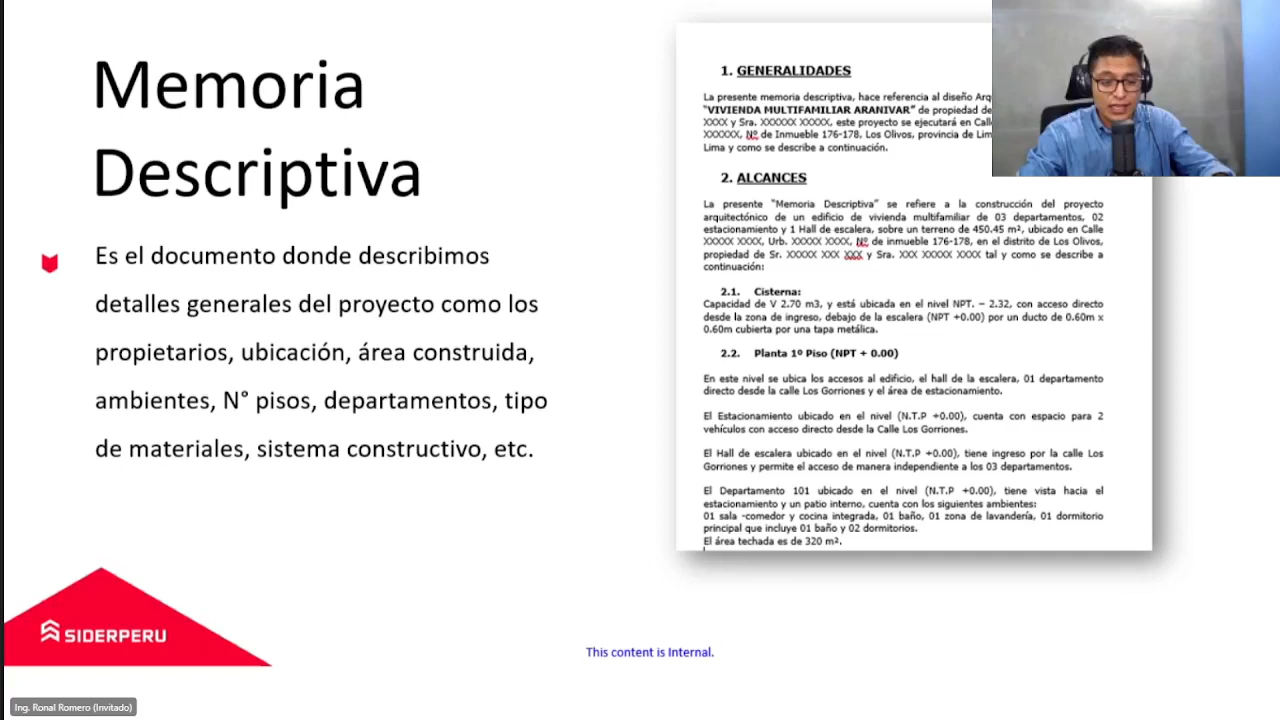 Memoria
Descriptiva
Es el documento donde describimos
detalles generales del proyecto como los
propietarios, ubicación, área construida,
ambientes, N° pisos, departamentos, tipo
de materiales, sistema constructivo, etc.
1. GENERALIDADES
La presente memoria descriptiva, hace referencia al diseño Arq
"VIVIENDA MULTIFAMILIAR ARANIVAR" de propiedad de
XXXX y Sra. XXXXXX XXXXX, este proyecto se ejecutará en Call
XXXXXX, Nº de Inmueble 176-178, Los Olivos, provincia de Lim
Lima y como se describe a continuación.
2. ALCANCES
La presente "Memoria Descriptiva" se refiere a la construcción del proyecto
arquitectónico de un edificio de vivienda multifamiliar de 03 departamentos, 02
estacionamiento y 1 Hall de escalera, sobre un terreno de 450.45 m², ubicado en Calle
XXXXX XXXX, Urb. XXXXX XXXX, Nº de inmueble 176-178, en el distrito de Los Olivos,
propiedad de Sr. XXXXX XXX XXX y Sra. XXX XXXXX XXXX tal y como se describe a
continuación:
2.1. Cisterna:
Capacidad de V 2.70 m3, y está ubicada en el nivel NPT. – 2.32, con acceso directo
desde la zona de ingreso, debajo de la escalera (NPT +0.00) por un ducto de 0.60m x
0.60m cubierta por una tapa metálica.
2.2. Planta 1º Piso (NPT + 0.00)
En este nivel se ubica los accesos al edificio, el hall de la escalera, 01 departamento
directo desde la calle Los Gorriones y el área de estacionamiento.
El Estacionamiento ubicado en el nivel (N.T.P +0.00), cuenta con espacio para 2
vehículos con acceso directo desde la Calle Los Gorriones.
El Hall de escalera ubicado en el nivel (N.T.P +0.00), tiene ingreso por la calle Los
Gorriones y permite el acceso de manera independiente a los 03 departamentos.
El Departamento 101 ubicado en el nivel (N.T.P +0.00), tiene vista hacia el
estacionamiento y un patio interno, cuenta con los siguientes ambientes:
01 sala -comedor y cocina integrada, 01 baño, 01 zona de lavandería, 01 dormitorio
principal que incluye 01 baño y 02 dormitorios.
El área techada es de 320 m².
SIDERPERU
This content is Internal.
Ing. Ronal Romero (Invitado)